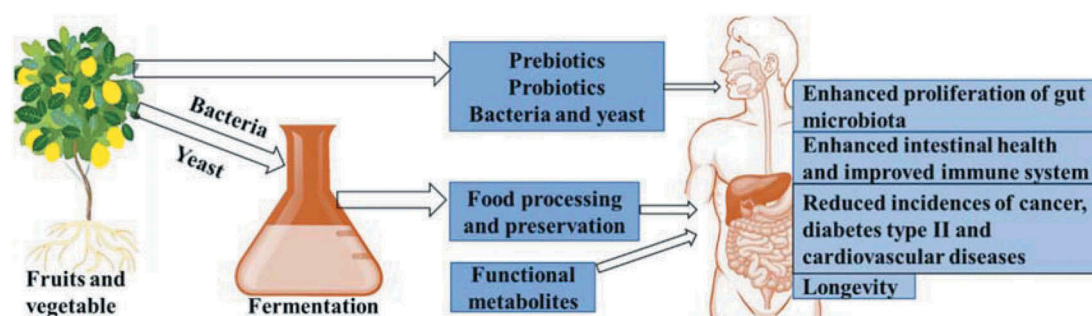 Fruits and
vegetable
Bacteria
Yeast
Fermentation
Prebiotics
Probiotics
Bacteria and yeast
Food processing
and preservation
Functional
metabolites
Enhanced proliferation of gut
microbiota
Enhanced intestinal health
and improved immune system
Reduced incidences of cancer,
diabetes type II and
cardiovascular diseases
Longevity